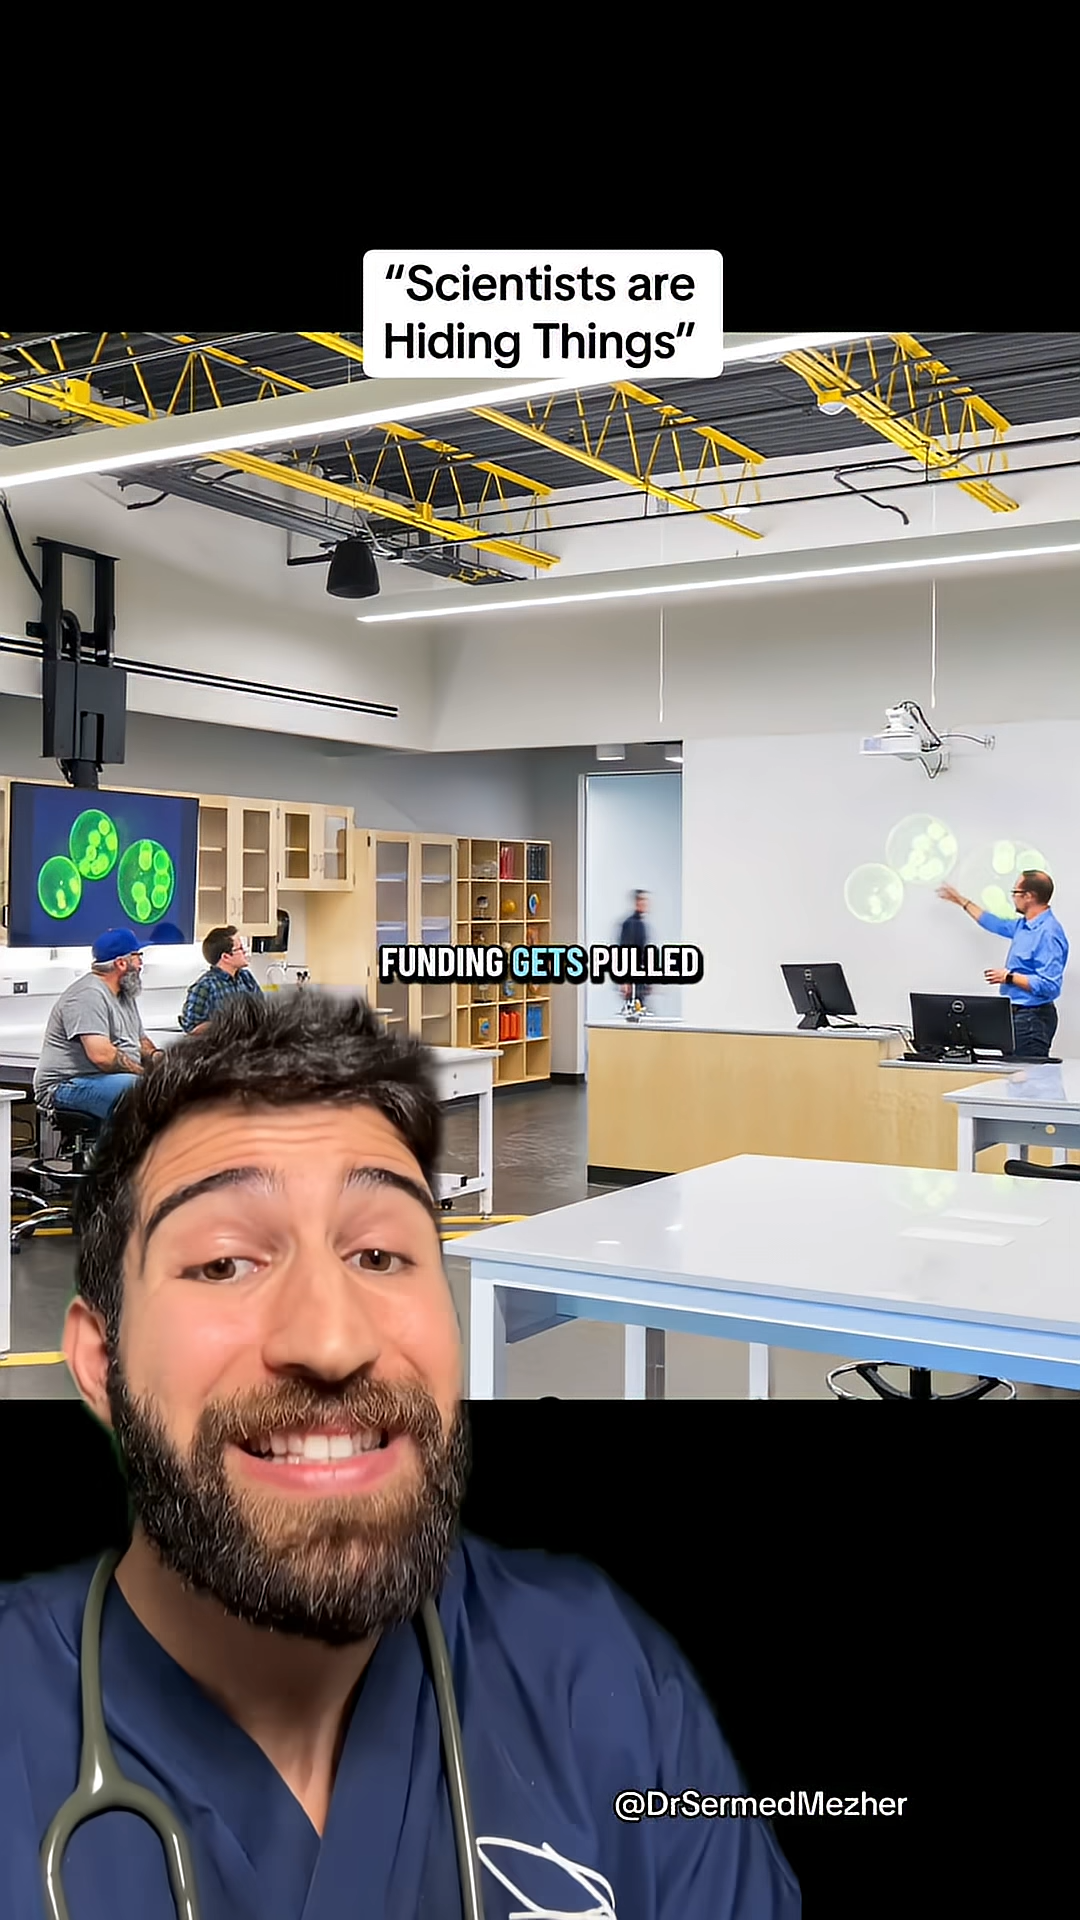 “Scientists are
Hiding Things”
FUNDING GETS PULLED
@DrSermedMezher